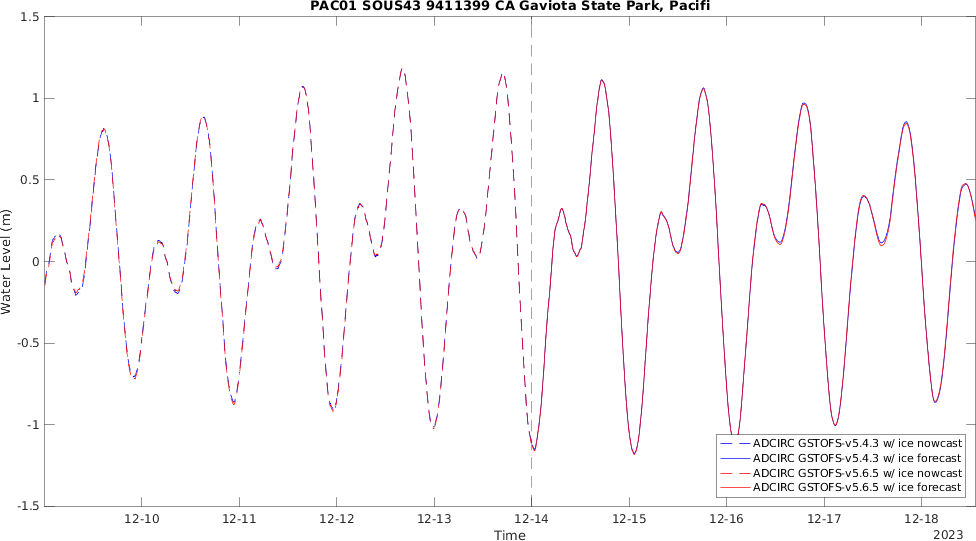 PAC01 SOUS43 9411399 CA Gaviota State Park, Pacifi
1.5
1
0.5
0
-0.5
-1
-1.5
Water Level (m)
12-10 12-11 12-12 12-13 12-14 12-15 12-16 12-17 12-18
Time
2023
ADCIRC GSTOFS-v5.4.3 w/ ice nowcast
ADCIRC GSTOFS-v5.4.3 w/ ice forecast
ADCIRC GSTOFS-v5.6.5 w/ ice nowcast
ADCIRC GSTOFS-v5.6.5 w/ ice forecast